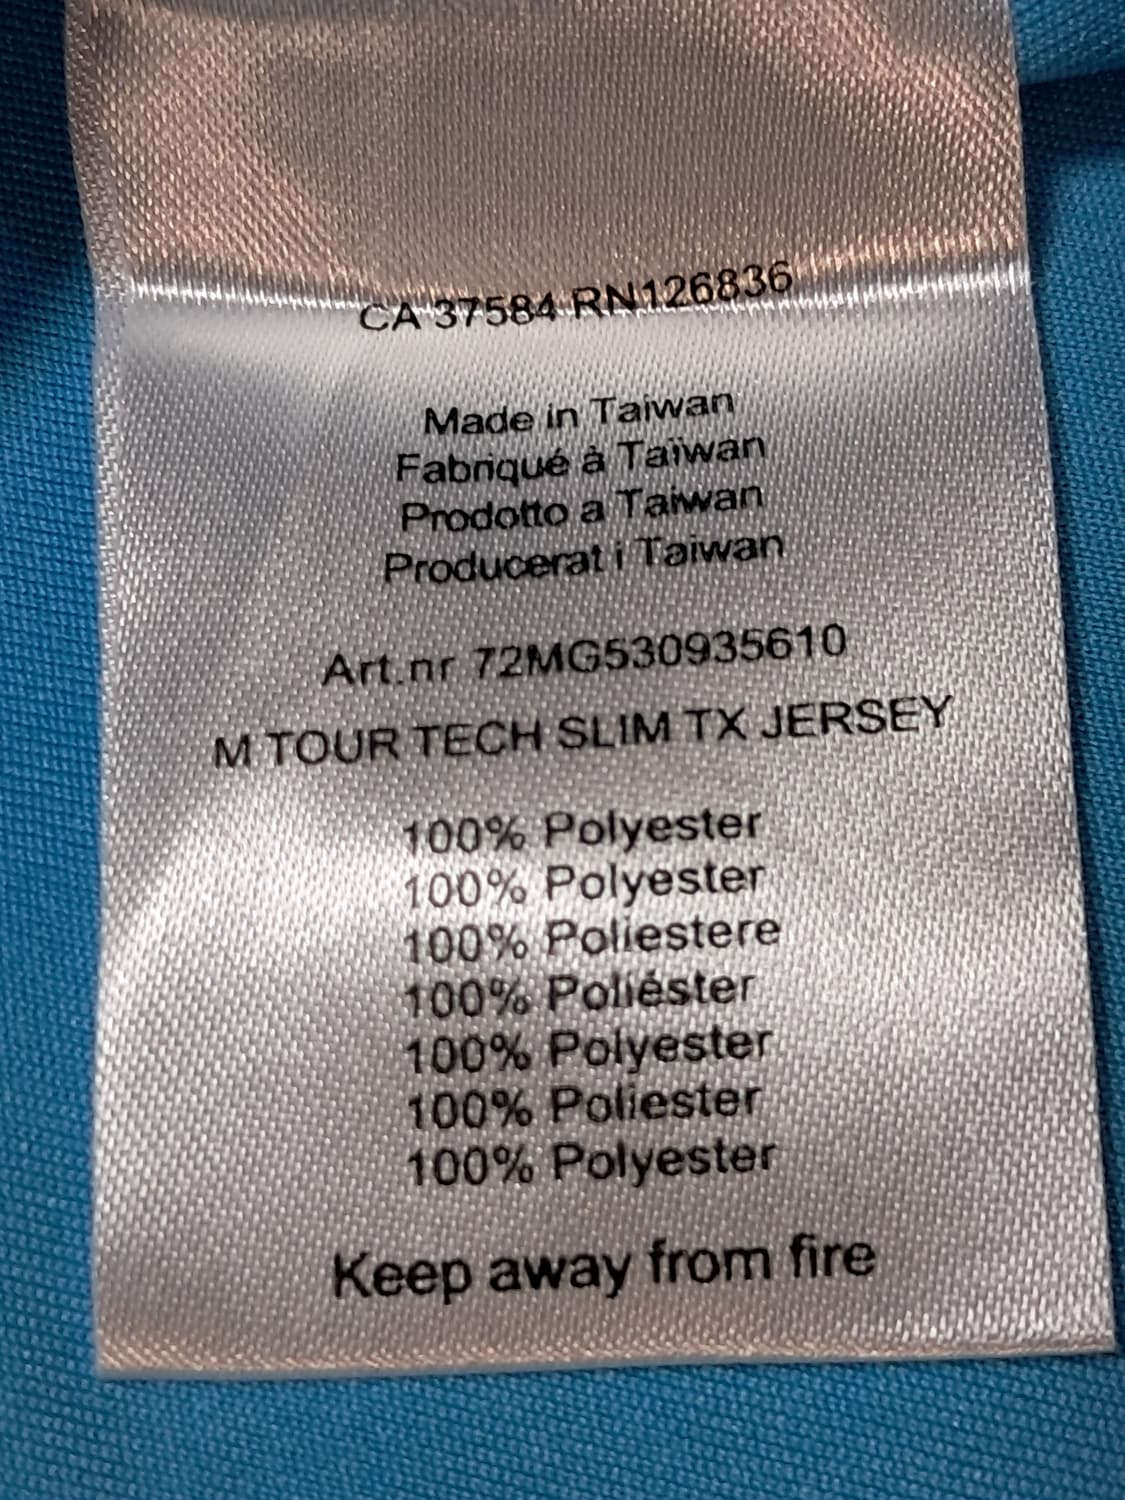 CA 37584 RN126836
Made in Taiwan
Fabriqué à Taïwan
Prodotto a Taiwan
Producerat i Taiwan
Art.nr 72MG530935610
M TOUR TECH SLIM TX JERSEY
100% Polyester
100% Polyester
100% Poliestere
100% Poliéster
100% Polyester
100% Poliester
100% Polyester
Keep away from fire